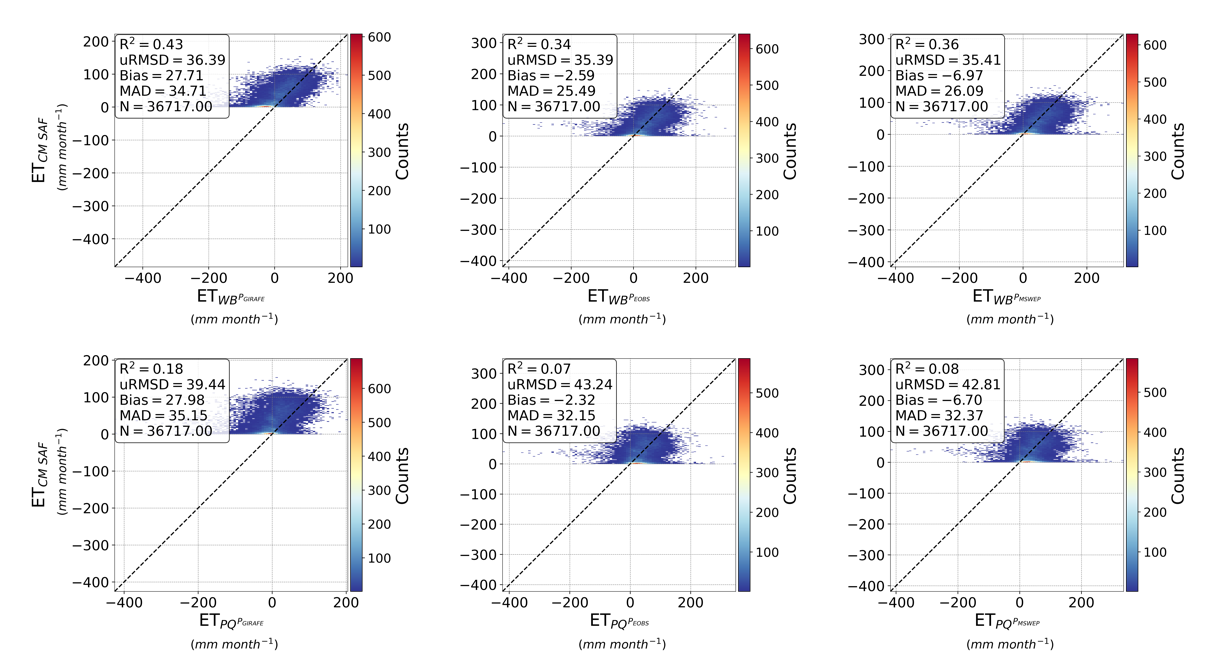 R² = 0.43
uRMSD = 36.39
Bias = 27.71
MAD = 34.71
N = 36717.00
200
100
0
−100
−200
−300
−400
−400
−200
0
200
ET_CM SAF
(mm month⁻¹)
ET_WB^P_GIRAFE
(mm month⁻¹)
600
500
400
300
200
100
Counts
R² = 0.34
uRMSD = 35.39
Bias = −2.59
MAD = 25.49
N = 36717.00
300
200
100
0
−100
−200
−300
−400
−400
−200
0
200
ET_WB^P_EOBS
(mm month⁻¹)
600
500
400
300
200
100
Counts
R² = 0.36
uRMSD = 35.41
Bias = −6.97
MAD = 26.09
N = 36717.00
300
200
100
0
−100
−200
−300
−400
−400
−200
0
200
ET_WB^P_MSWEP
(mm month⁻¹)
600
500
400
300
200
100
Counts
R² = 0.18
uRMSD = 39.44
Bias = 27.98
MAD = 35.15
N = 36717.00
200
100
0
−100
−200
−300
−400
−400
−200
0
200
ET_CM SAF
(mm month⁻¹)
ET_PQ^P_GIRAFE
(mm month⁻¹)
600
500
400
300
200
100
Counts
R² = 0.07
uRMSD = 43.24
Bias = −2.32
MAD = 32.15
N = 36717.00
300
200
100
0
−100
−200
−300
−400
−400
−200
0
200
ET_PQ^P_EOBS
(mm month⁻¹)
500
400
300
200
100
Counts
R² = 0.08
uRMSD = 42.81
Bias = −6.70
MAD = 32.37
N = 36717.00
300
200
100
0
−100
−200
−300
−400
−400
−200
0
200
ET_PQ^P_MSWEP
(mm month⁻¹)
500
400
300
200
100
Counts